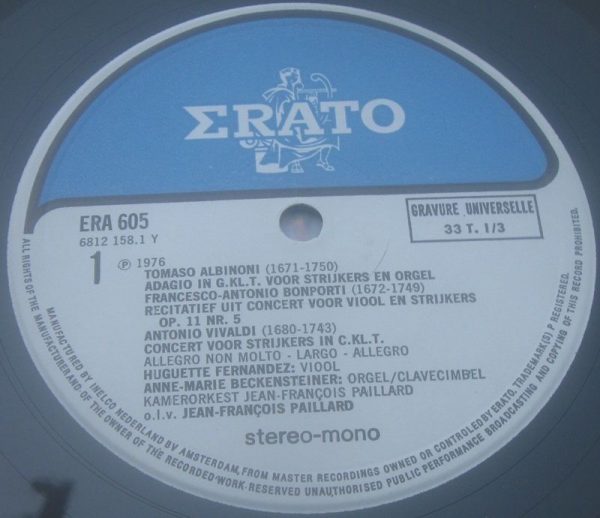 ΣRATO
ERA 605
6812 158.1 Y
GRAVURE UNIVERSELLE
33 T. 1/3
1
℗ 1976
TOMASO ALBINONI (1671-1750)
ADAGIO IN G.KL.T. VOOR STRIJKERS EN ORGEL
FRANCESCO-ANTONIO BONPORTI (1672-1749)
RECITATIEF UIT CONCERT VOOR VIOOL EN STRIJKERS
OP. 11 NR. 5
ANTONIO VIVALDI (1680-1743)
CONCERT VOOR STRIJKERS IN C.KL.T.
ALLEGRO NON MOLTO - LARGO - ALLEGRO
HUGUETTE FERNANDEZ: VIOOL
ANNE-MARIE BECKENSTEINER: ORGEL/CLAVECIMBEL
KAMERORKEST JEAN-FRANÇOIS PAILLARD
o.l.v. JEAN-FRANÇOIS PAILLARD
stereo-mono
MANUFACTURED BY INELCO NEDERLAND BV AMSTERDAM, FROM MASTER RECORDINGS OWNED OR CONTROLED BY ERATO, TRADEMARK(S) P REGISTERED.
ALL RIGHTS OF THE MANUFACTURERAND OF THE OWNER OF THE RECORDED WORK RESERVED UNAUTHORISED PUBLIC PERFORMANCE BROADCASTING AND COPYING OF THIS RECORD PROHIBITED.